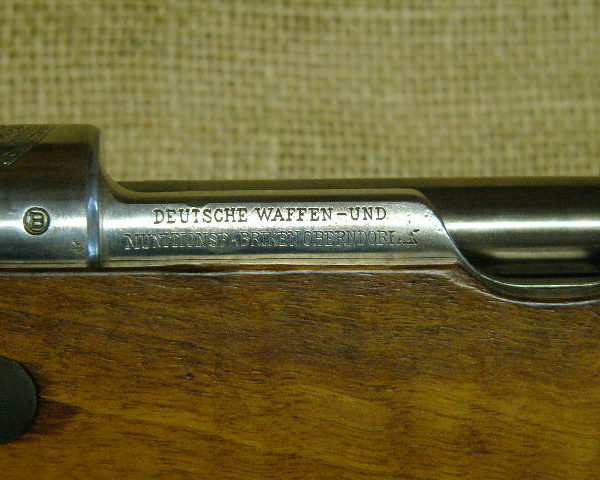 B
DEUTSCHE WAFFEN-UND
MUNITIONSFABRIKEN OBERNDORF